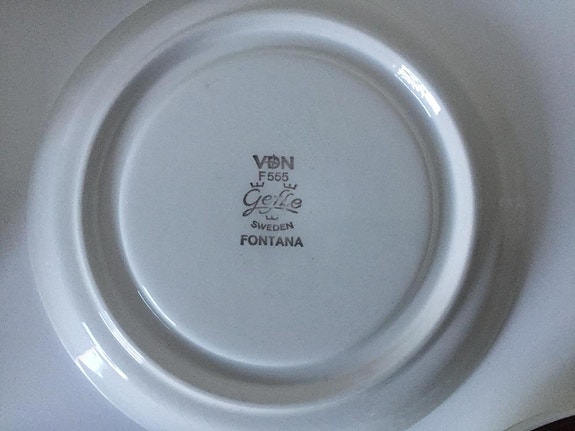 VDN
F555
Gefle
SWEDEN
FONTANA